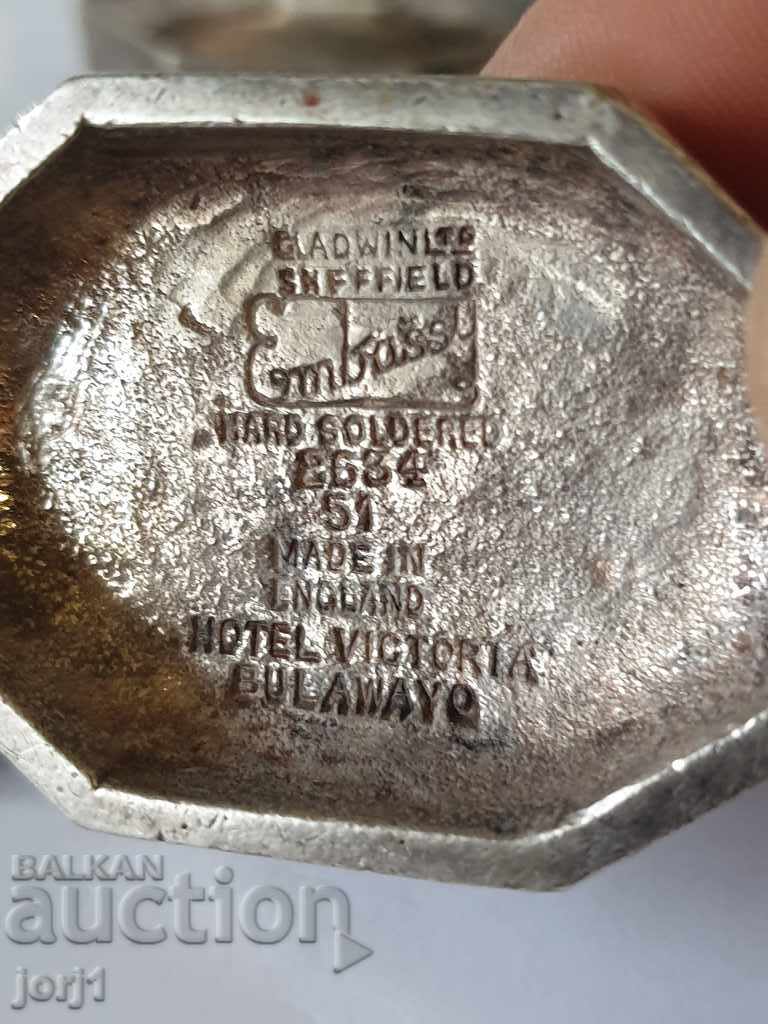 GLADWIN LTD
SHEFFIELD
Embassy
HARD SOLDERED
E634
51
MADE IN
ENGLAND
HOTEL VICTORIA
BULAWAYO
BALKAN
auction
jorj1